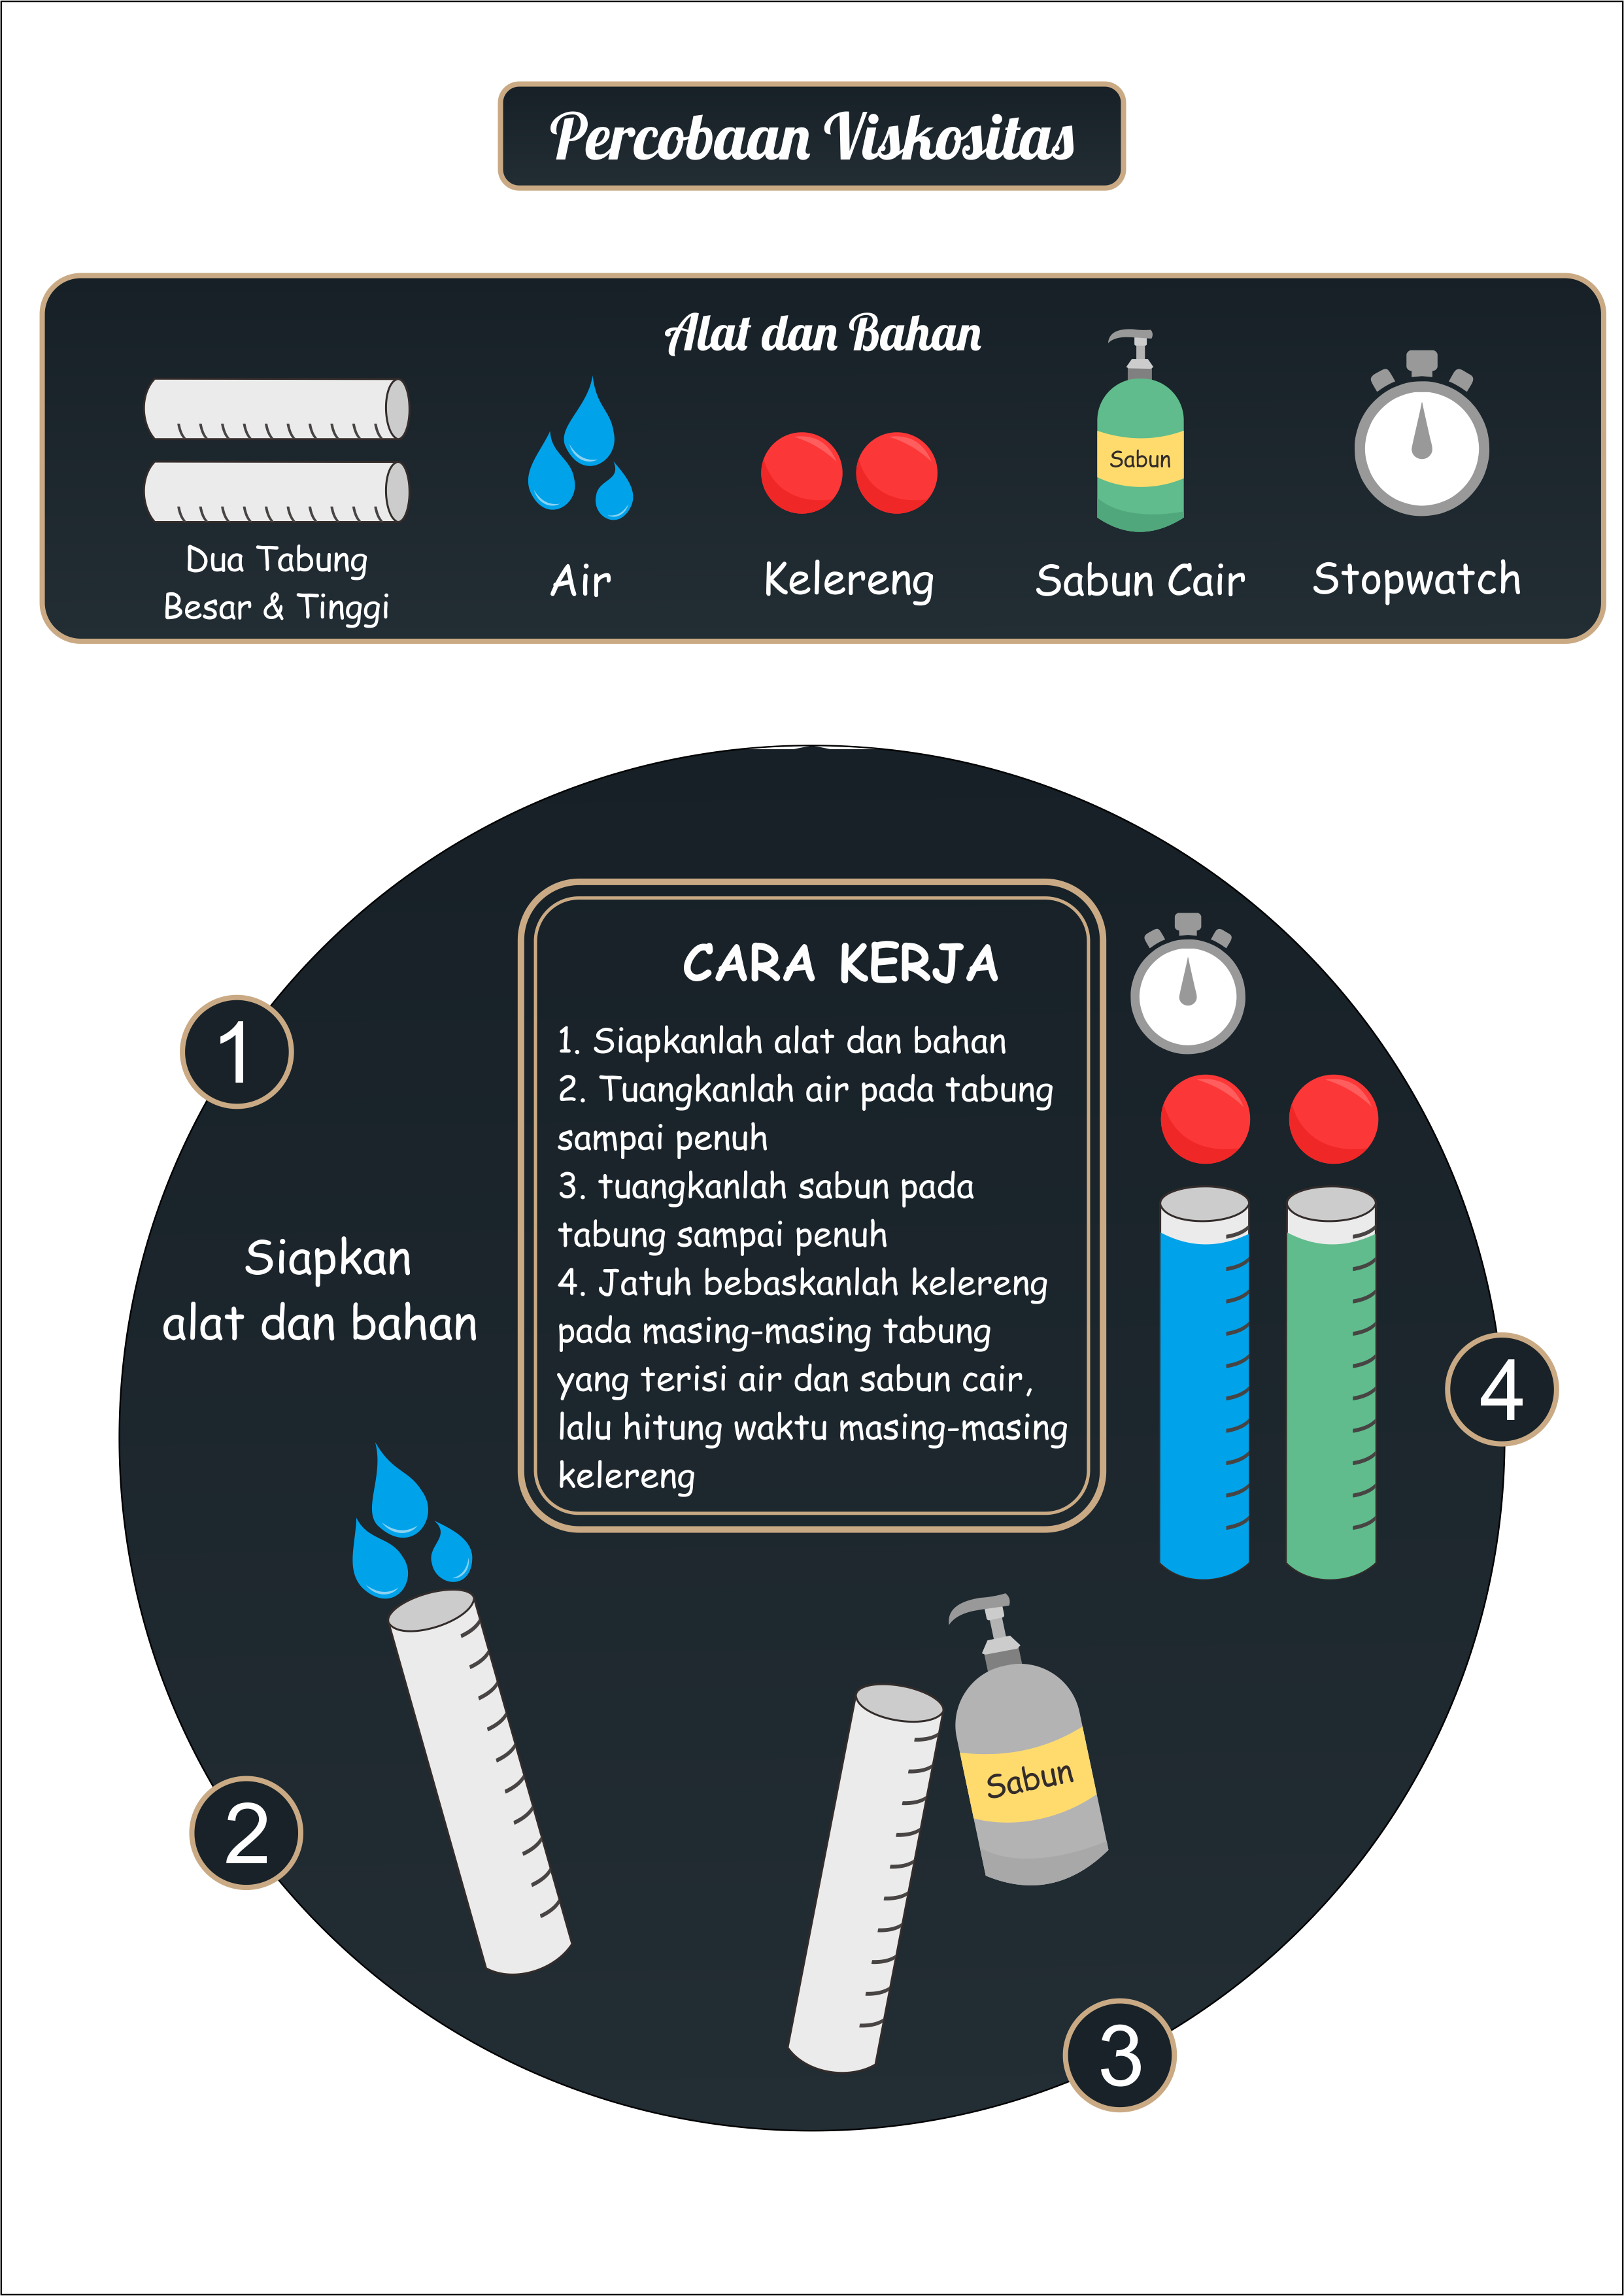 Percobaan Viskositas
Alat dan Bahan
Sabun
Dua Tabung
Besar & Tinggi
Air
Kelereng
Sabun Cair
Stopwatch
CARA KERJA
1. Siapkanlah alat dan bahan
2. Tuangkanlah air pada tabung
sampai penuh
3. tuangkanlah sabun pada
tabung sampai penuh
4. Jatuh bebaskanlah kelereng
pada masing-masing tabung
yang terisi air dan sabun cair,
lalu hitung waktu masing-masing
kelereng
1
Siapkan
alat dan bahan
2
Sabun
3
4